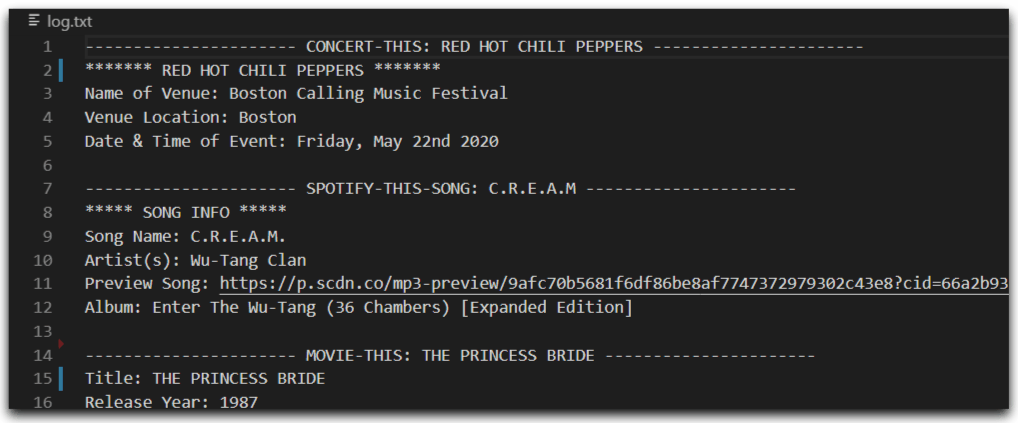 log.txt
1 ---------------------- CONCERT-THIS: RED HOT CHILI PEPPERS ----------------------
2 ******* RED HOT CHILI PEPPERS *******
3 Name of Venue: Boston Calling Music Festival
4 Venue Location: Boston
5 Date & Time of Event: Friday, May 22nd 2020
6
7 ---------------------- SPOTIFY-THIS-SONG: C.R.E.A.M ----------------------
8 ***** SONG INFO *****
9 Song Name: C.R.E.A.M.
10 Artist(s): Wu-Tang Clan
11 Preview Song: https://p.scdn.co/mp3-preview/9afc70b5681f6df86be8af7747372979302c43e8?cid=66a2b93
12 Album: Enter The Wu-Tang (36 Chambers) [Expanded Edition]
13
14 ---------------------- MOVIE-THIS: THE PRINCESS BRIDE ----------------------
15 Title: THE PRINCESS BRIDE
16 Release Year: 1987